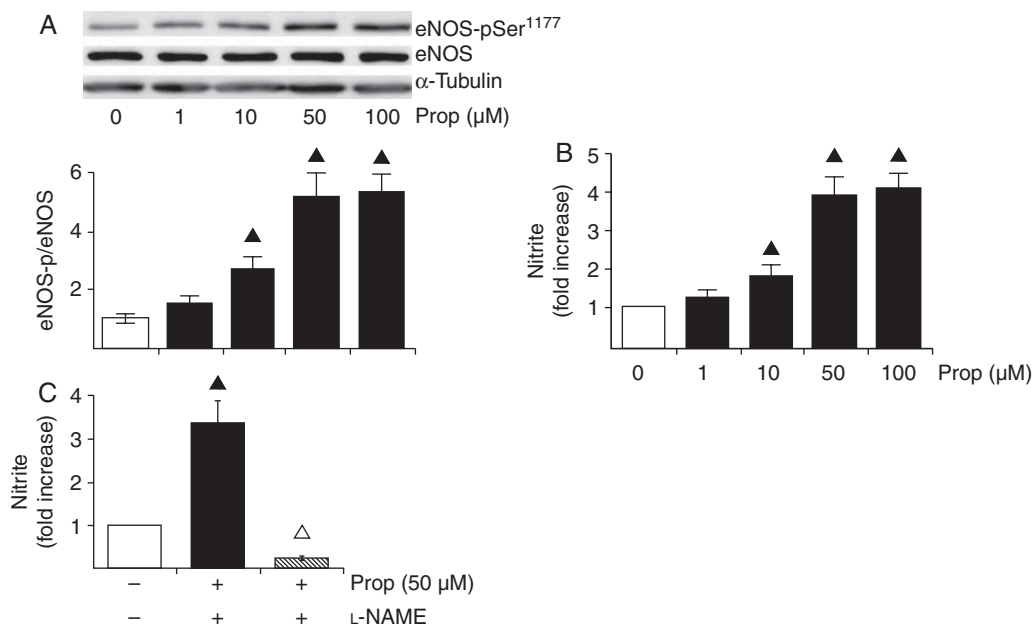 A
eNOS-pSer1177
eNOS
α-Tubulin
0 1 10 50 100 Prop (µM)
eNOS-p/eNOS
6
4
2
▲ ▲ ▲
B
Nitrite
(fold increase)
5
4
3
2
1
▲ ▲ ▲
0 1 10 50 100 Prop (µM)
C
Nitrite
(fold increase)
4
3
2
1
▲ △
– + + Prop (50 µM)
– + + L-NAME